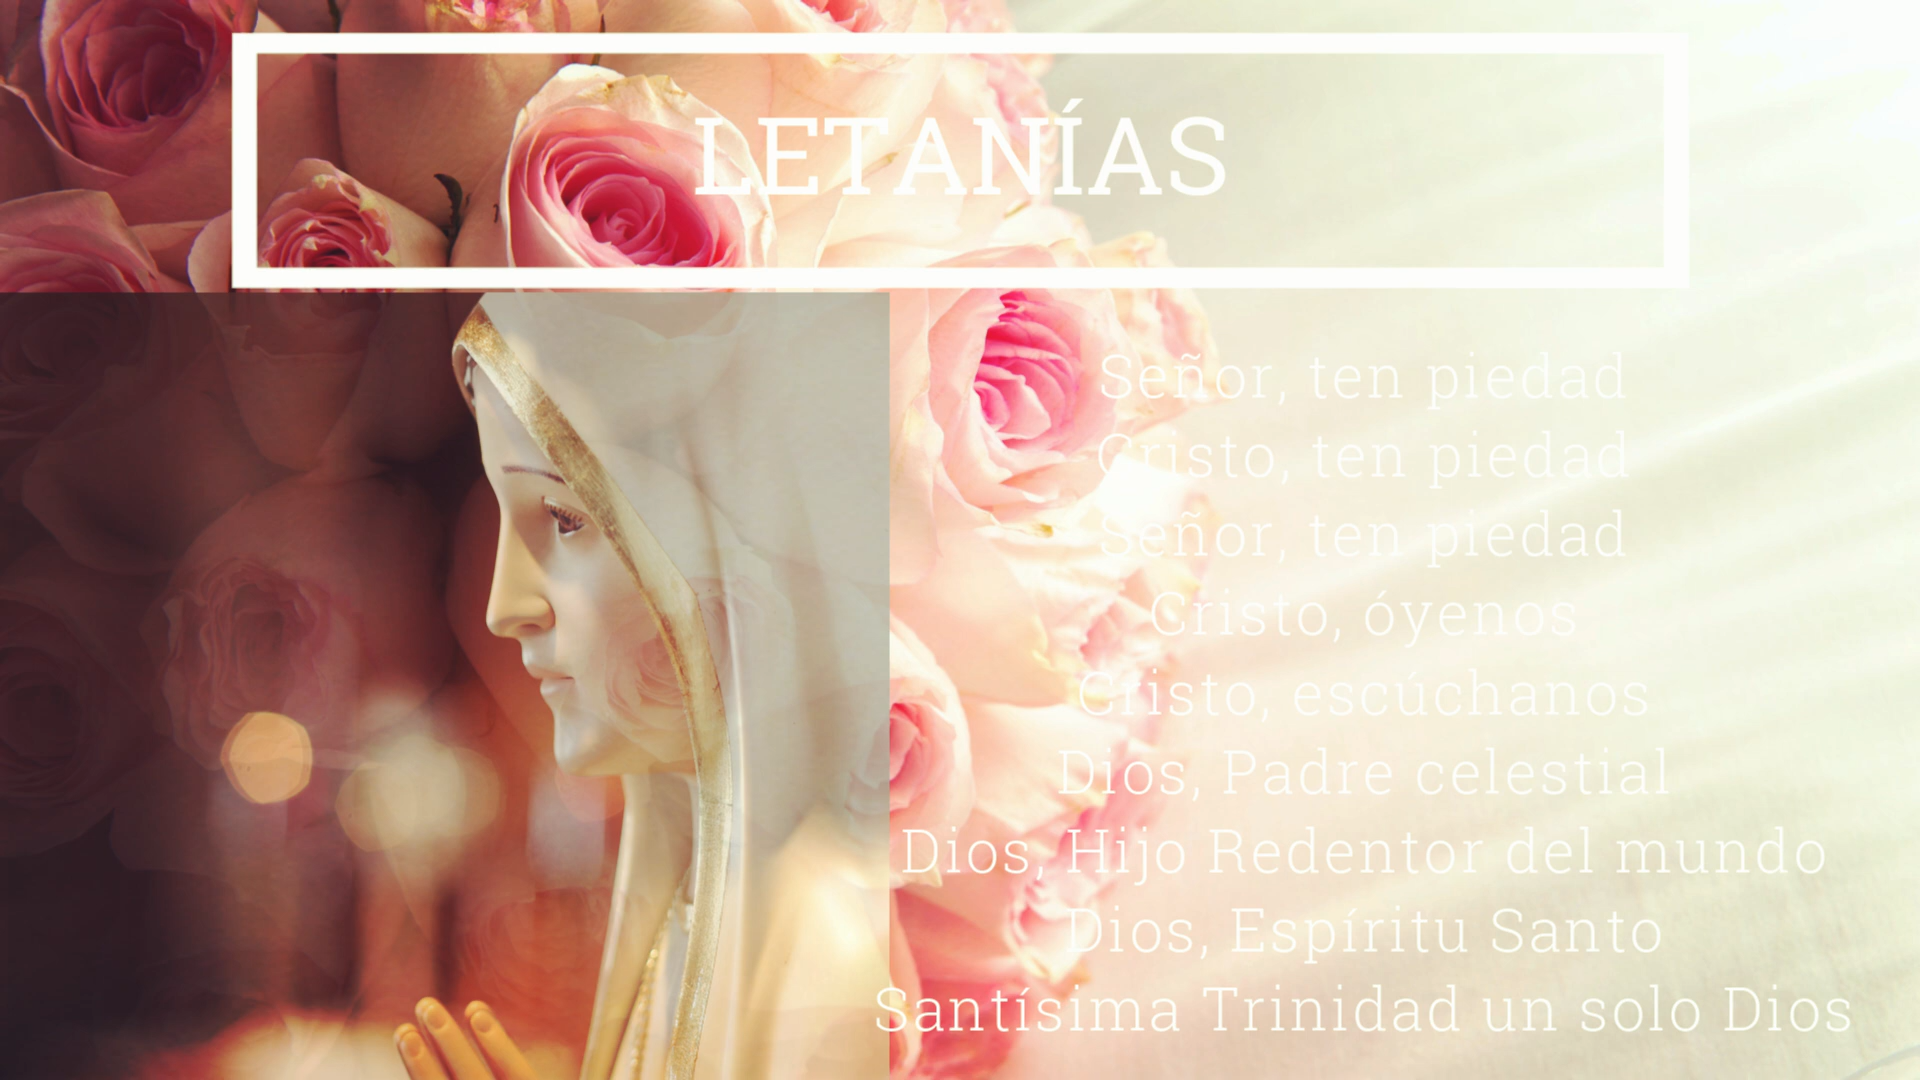 LETANÍAS
Señor, ten piedad
Cristo, ten piedad
Señor, ten piedad
Cristo, óyenos
Cristo, escúchanos
Dios, Padre celestial
Dios, Hijo Redentor del mundo
Dios, Espíritu Santo
Santísima Trinidad un solo Dios